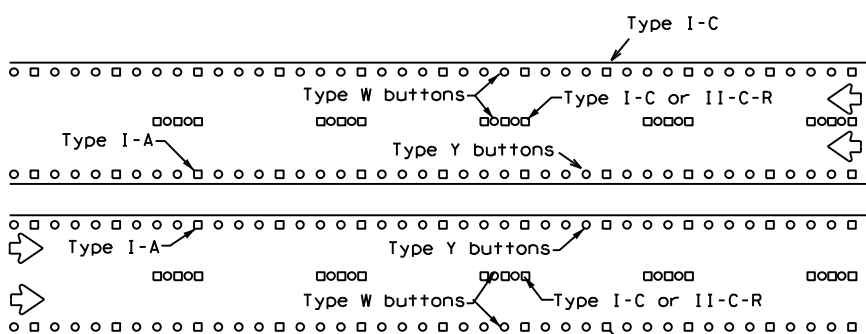 Type I-C
Type W buttons
Type I-C or II-C-R
Type I-A
Type Y buttons
Type I-A
Type Y buttons
Type W buttons
Type I-C or II-C-R